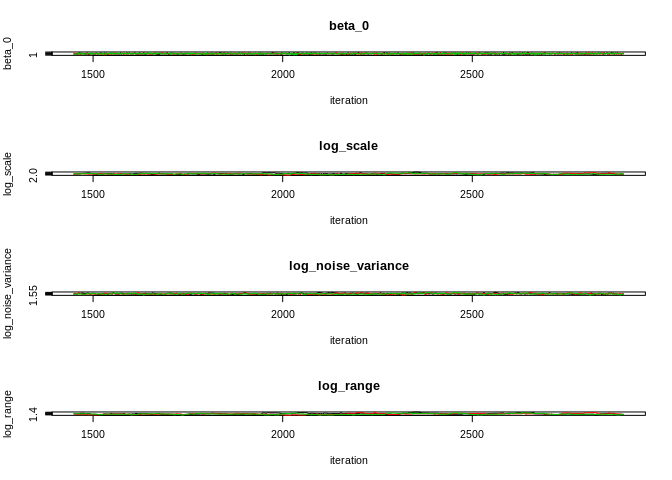 beta_0
beta_0
1
1500 2000 2500
iteration
log_scale
log_scale
2.0
1500 2000 2500
iteration
log_noise_variance
log_noise_variance
1.55
1500 2000 2500
iteration
log_range
log_range
1.4
1500 2000 2500
iteration